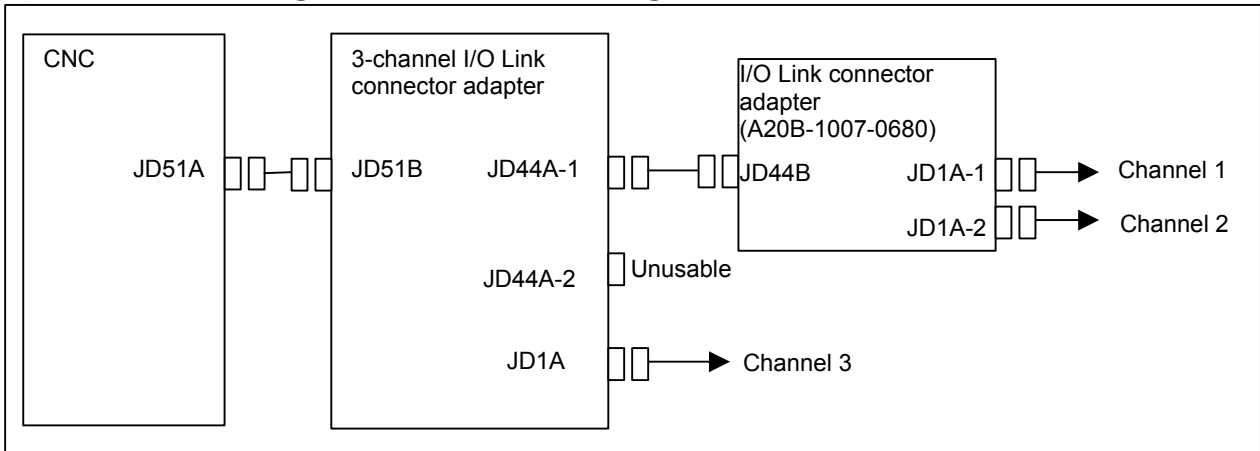 CNC
3-channel I/O Link
connector adapter
I/O Link connector
adapter
(A20B-1007-0680)
JD51A
JD51B
JD44A-1
JD44B
JD1A-1
Channel 1
JD1A-2
Channel 2
JD44A-2
Unusable
JD1A
Channel 3